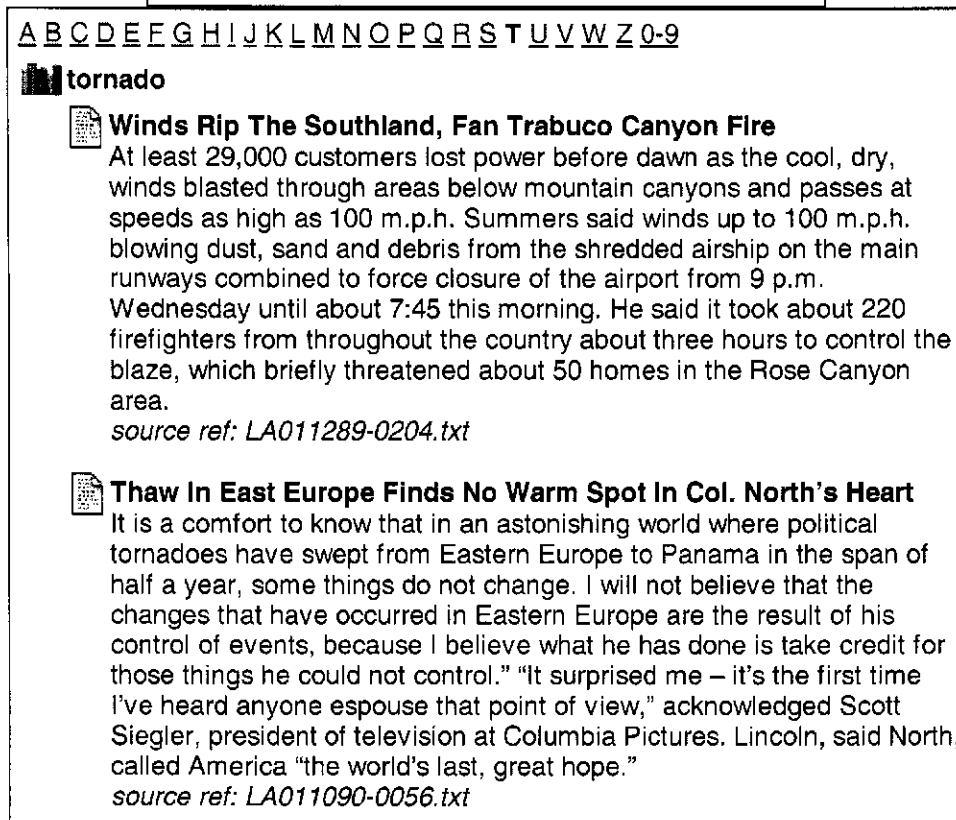 A B C D E F G H I J K L M N O P Q R S T U V W Z 0-9
tornado
Winds Rip The Southland, Fan Trabuco Canyon Fire
At least 29,000 customers lost power before dawn as the cool, dry,
winds blasted through areas below mountain canyons and passes at
speeds as high as 100 m.p.h. Summers said winds up to 100 m.p.h.
blowing dust, sand and debris from the shredded airship on the main
runways combined to force closure of the airport from 9 p.m.
Wednesday until about 7:45 this morning. He said it took about 220
firefighters from throughout the country about three hours to control the
blaze, which briefly threatened about 50 homes in the Rose Canyon
area.
source ref: LA011289-0204.txt
Thaw In East Europe Finds No Warm Spot In Col. North's Heart
It is a comfort to know that in an astonishing world where political
tornadoes have swept from Eastern Europe to Panama in the span of
half a year, some things do not change. I will not believe that the
changes that have occurred in Eastern Europe are the result of his
control of events, because I believe what he has done is take credit for
those things he could not control.” “It surprised me – it's the first time
I've heard anyone espouse that point of view,” acknowledged Scott
Siegler, president of television at Columbia Pictures. Lincoln, said North,
called America “the world's last, great hope.”
source ref: LA011090-0056.txt